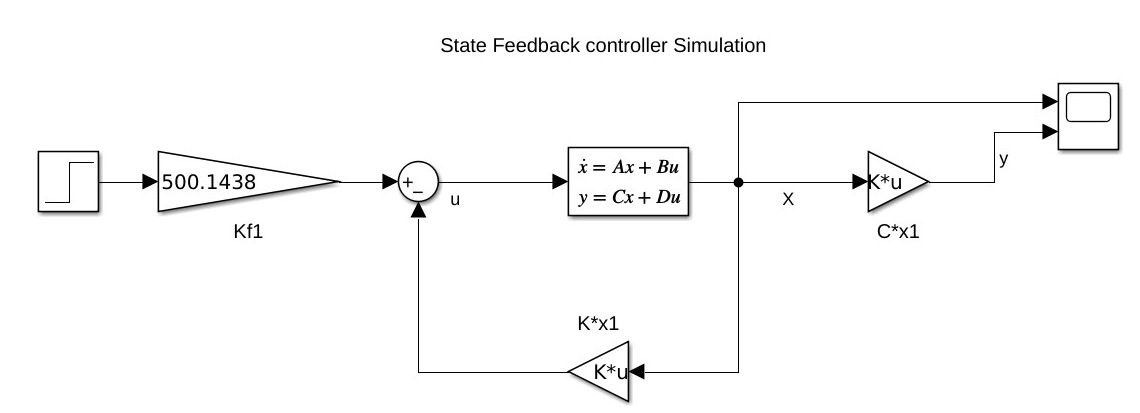 State Feedback controller Simulation
500.1438
Kf1
+
−
u
ẋ = Ax + Bu
y = Cx + Du
X
K*u
C*x1
y
K*x1
K*u